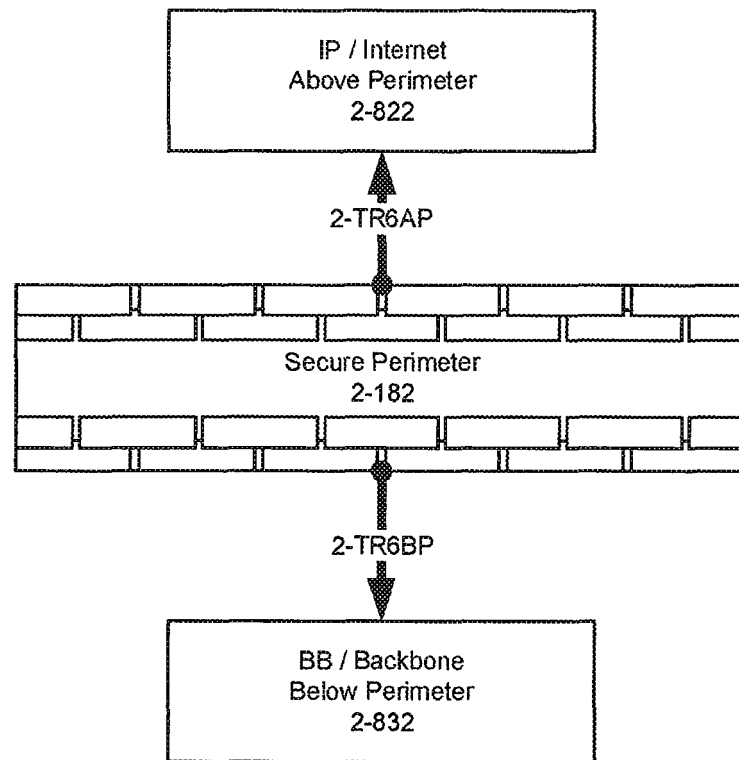 IP / Internet
Above Perimeter
2-822
2-TR6AP
Secure Perimeter
2-182
2-TR6BP
BB / Backbone
Below Perimeter
2-832